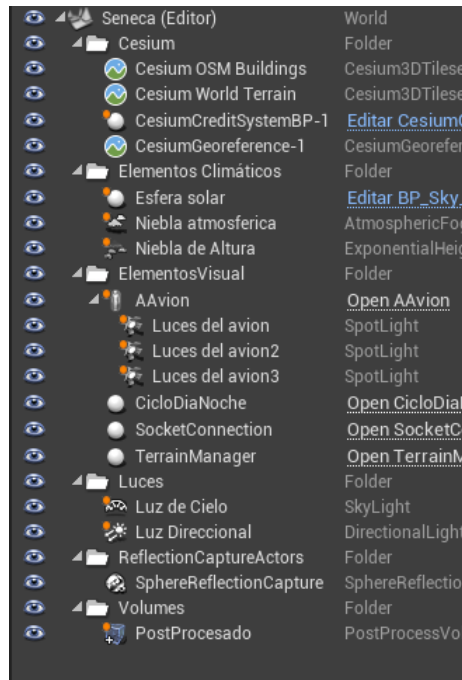 Seneca (Editor) World
Cesium Folder
Cesium OSM Buildings Cesium3DTilese
Cesium World Terrain Cesium3DTilese
CesiumCreditSystemBP-1 Editar CesiumC
CesiumGeoreference-1 CesiumGeorefer
Elementos Climáticos Folder
Esfera solar Editar BP_Sky_
Niebla atmosferica AtmosphericFog
Niebla de Altura ExponentialHeig
ElementosVisual Folder
AAvion Open AAvion
Luces del avion SpotLight
Luces del avion2 SpotLight
Luces del avion3 SpotLight
CicloDiaNoche Open CicloDia
SocketConnection Open SocketC
TerrainManager Open TerrainM
Luces Folder
Luz de Cielo SkyLight
Luz Direccional DirectionalLight
ReflectionCaptureActors Folder
SphereReflectionCapture SphereReflectio
Volumes Folder
PostProcesado PostProcessVo